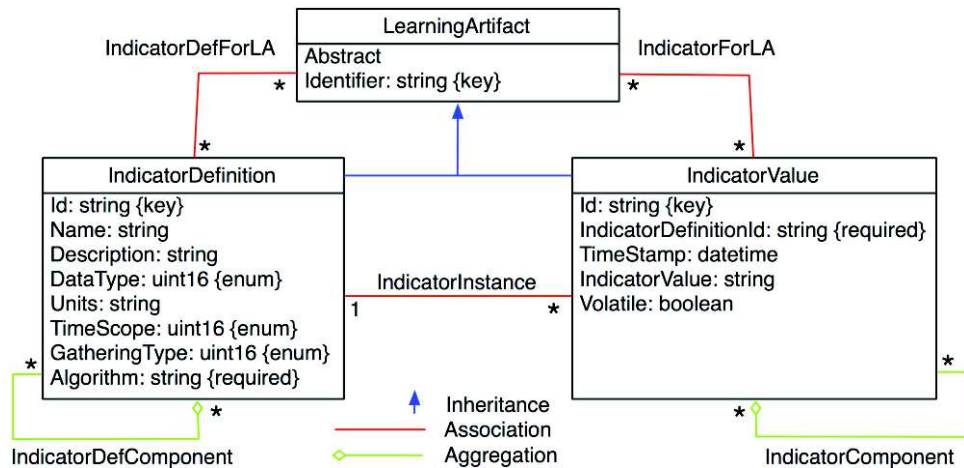 LearningArtifact
IndicatorDefForLA
IndicatorForLA
Abstract
Identifier: string {key}
*
*
*
*
IndicatorDefinition
IndicatorValue
Id: string {key}
Name: string
Description: string
DataType: uint16 {enum}
Units: string
TimeScope: uint16 {enum}
GatheringType: uint16 {enum}
Algorithm: string {required}
Id: string {key}
IndicatorDefinitionId: string {required}
TimeStamp: datetime
IndicatorValue: string
Volatile: boolean
IndicatorInstance
1
*
*
*
*
*
Inheritance
Association
Aggregation
IndicatorDefComponent
IndicatorComponent